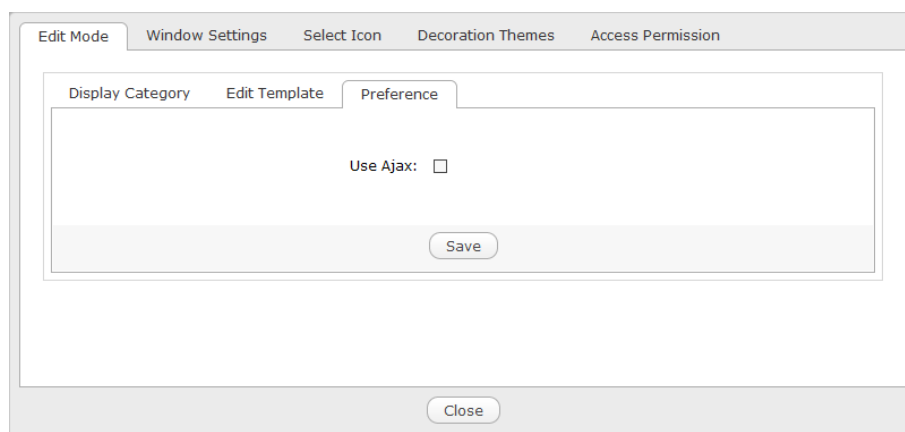 Edit Mode Window Settings Select Icon Decoration Themes Access Permission
Display Category Edit Template Preference
Use Ajax:
Save
Close